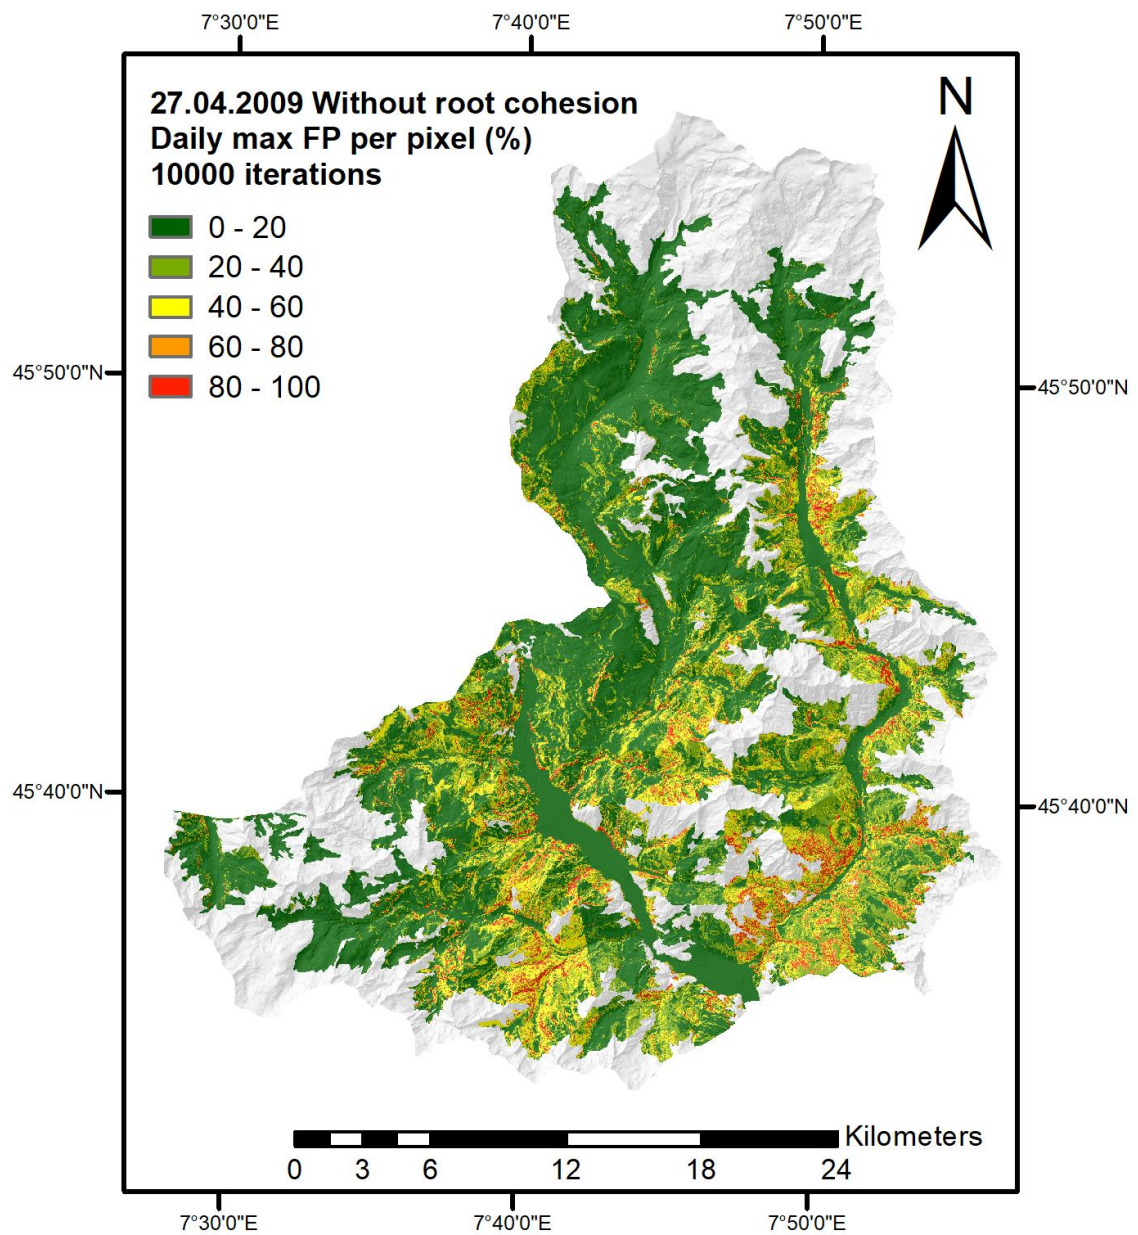 7°30'0"E 7°40'0"E 7°50'0"E
27.04.2009 Without root cohesion
Daily max FP per pixel (%)
10000 iterations
N
0 - 20
20 - 40
40 - 60
60 - 80
80 - 100
45°50'0"N 45°50'0"N
45°40'0"N 45°40'0"N
Kilometers
0 3 6 12 18 24
7°30'0"E 7°40'0"E 7°50'0"E